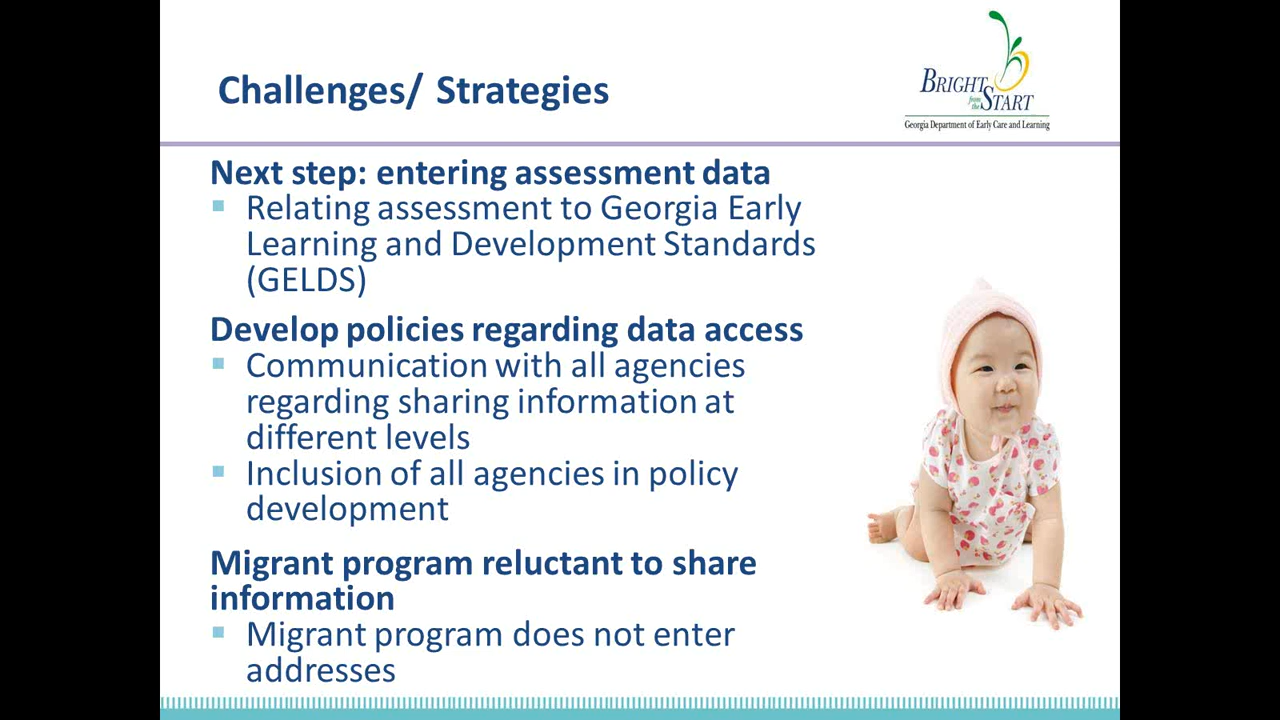 Challenges/ Strategies
BRIGHT
from the
START
Georgia Department of Early Care and Learning
Next step: entering assessment data
Relating assessment to Georgia Early
Learning and Development Standards
(GELDS)
Develop policies regarding data access
Communication with all agencies
regarding sharing information at
different levels
Inclusion of all agencies in policy
development
Migrant program reluctant to share
information
Migrant program does not enter
addresses